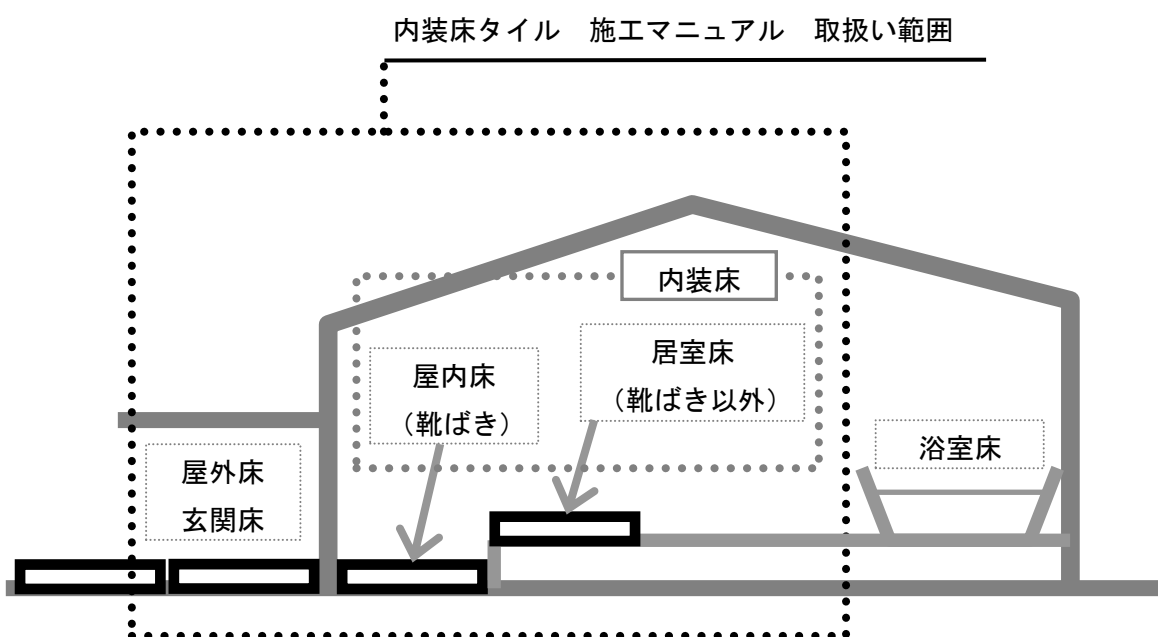 内装床タイル　施工マニュアル　取扱い範囲
内装床
居室床
（靴ばき以外）
屋内床
（靴ばき）
浴室床
屋外床
玄関床